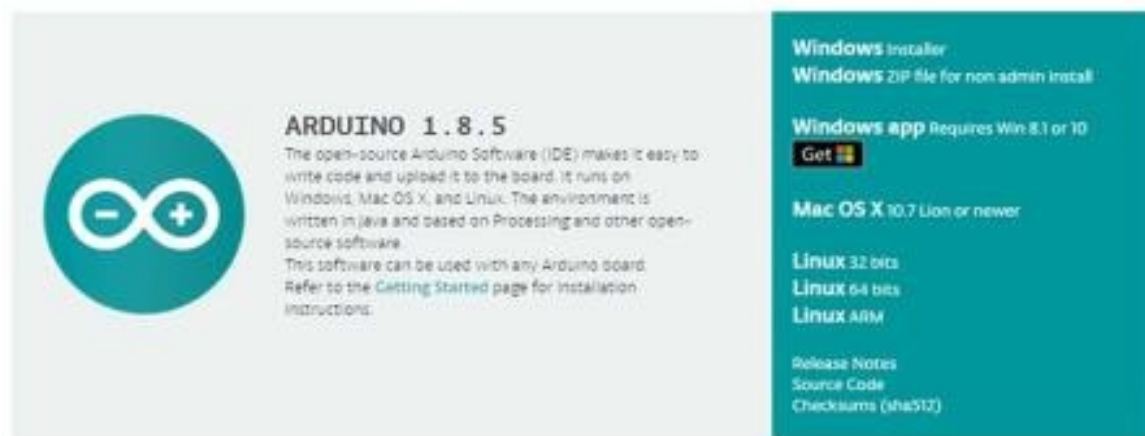 ARDUINO 1.8.5
The open-source Arduino Software (IDE) makes it easy to
write code and upload it to the board. It runs on
Windows, Mac OS X, and Linux. The environment is
written in Java and based on Processing and other open-
source software.
This software can be used with any Arduino board.
Refer to the Getting Started page for Installation
instructions.
Windows Installer
Windows ZIP file for non admin install
Windows app Requires Win 8.1 or 10
Get
Mac OS X 10.7 Lion or newer
Linux 32 bits
Linux 64 bits
Linux ARM
Release Notes
Source Code
Checksums (sha512)